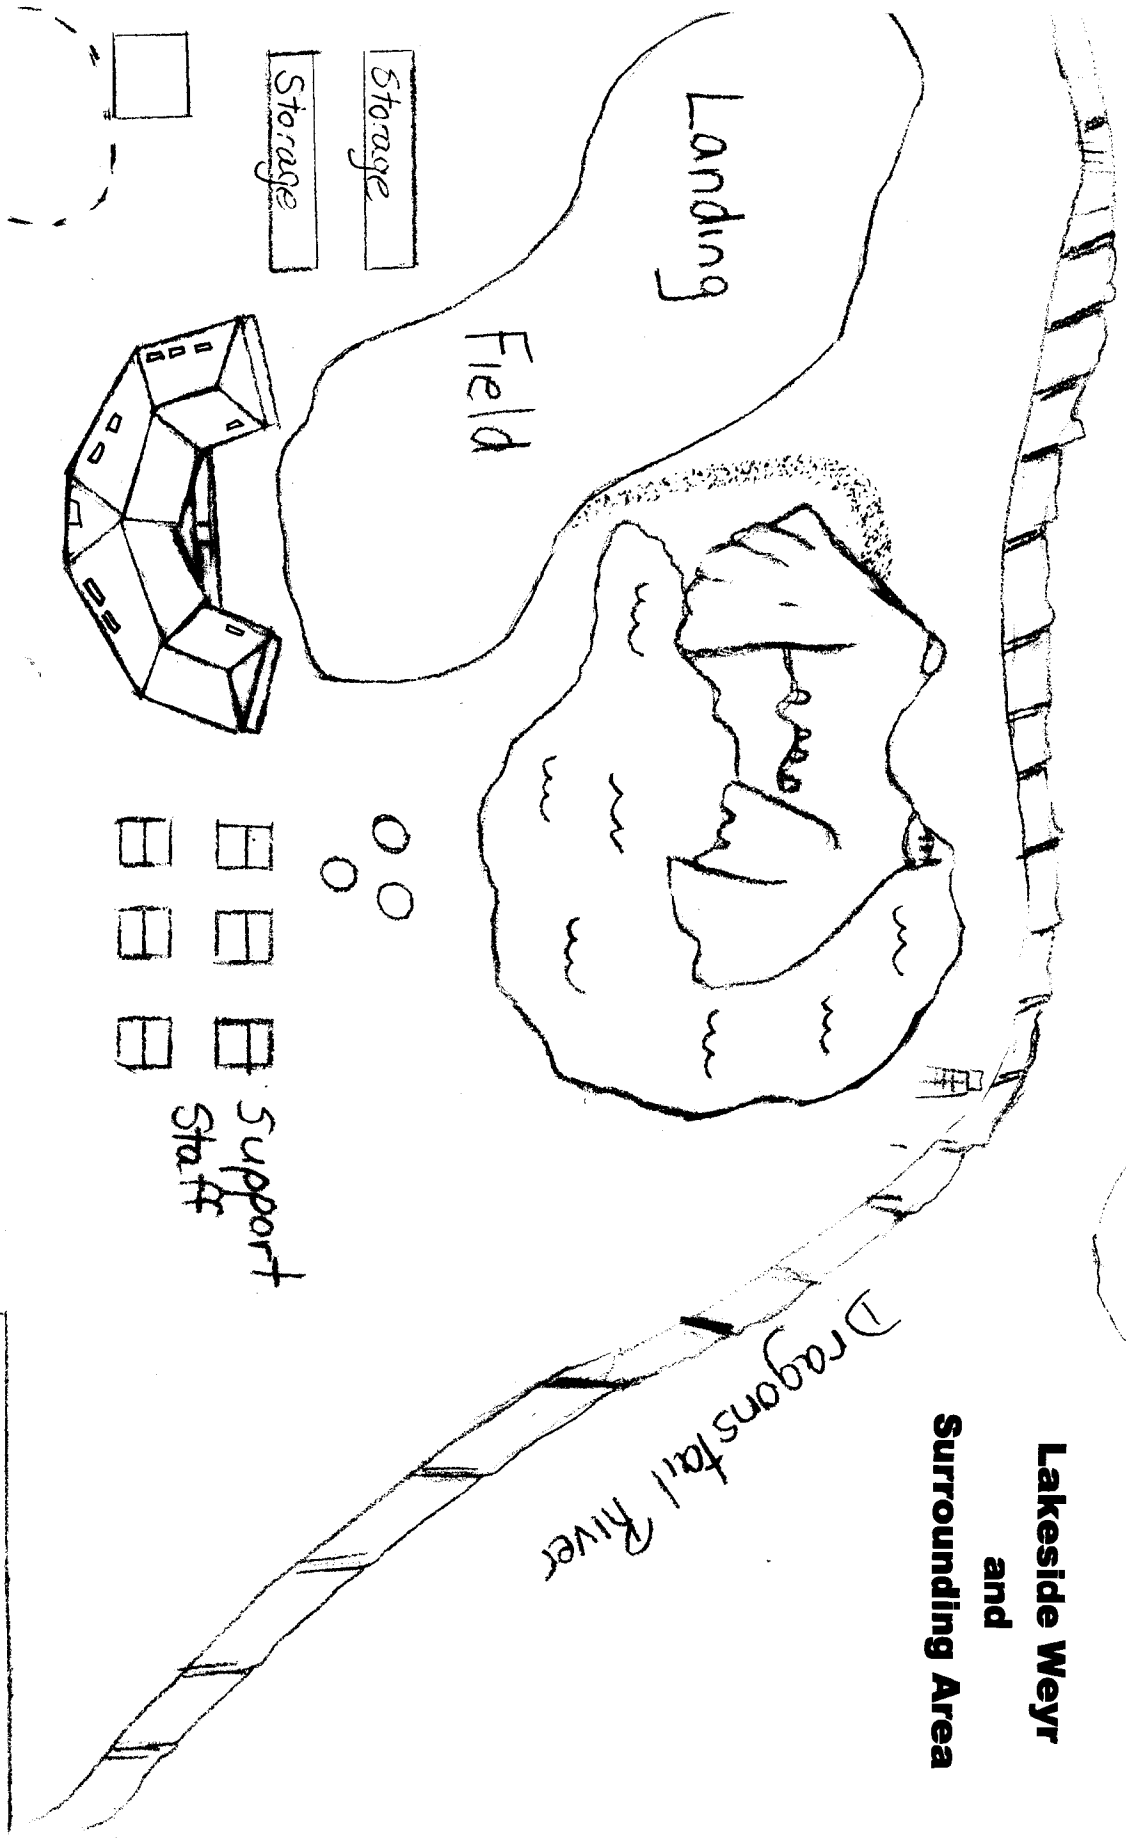 Lakeside Weyr
and
Surrounding Area
Landing
Field
Storage
Storage
Dragonstail River
Support
Staff